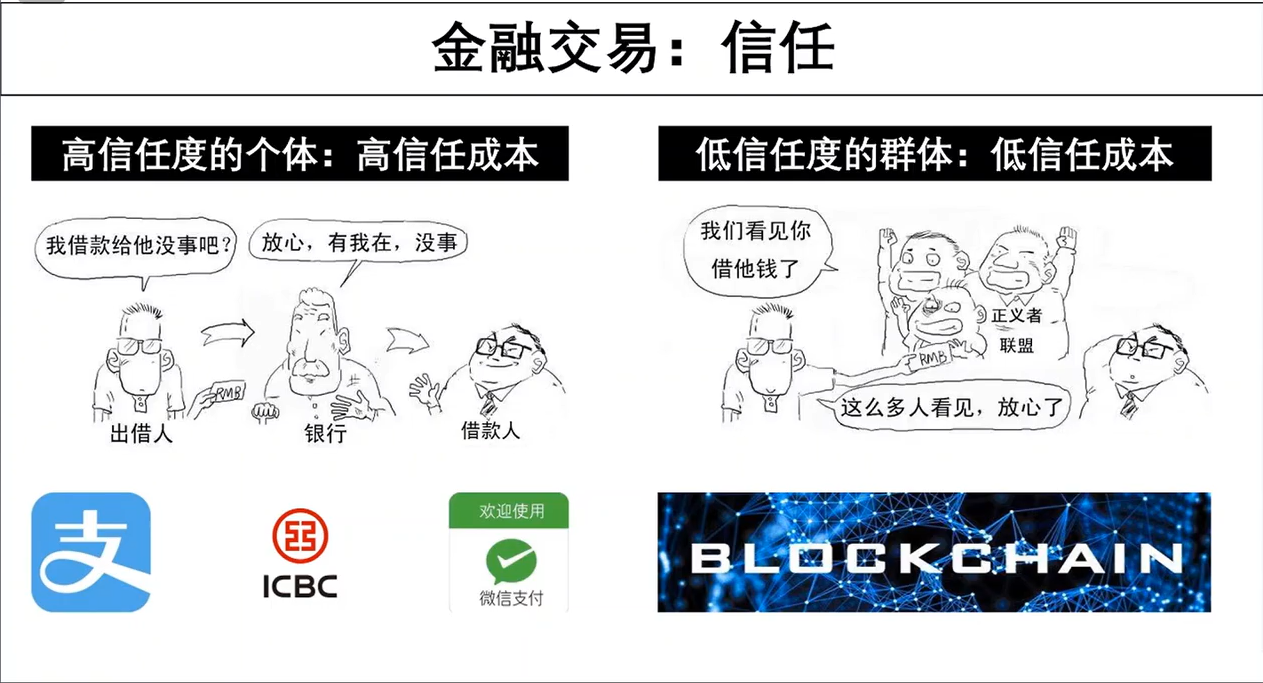 金融交易：信任
高信任度的个体：高信任成本
低信任度的群体：低信任成本
我借款给他没事吧？
放心，有我在，没事
RMB
出借人
银行
借款人
我们看见你
借他钱了
正义者
联盟
RMB
这么多人看见，放心了
支
ICBC
欢迎使用
微信支付
BLOCKCHAIN